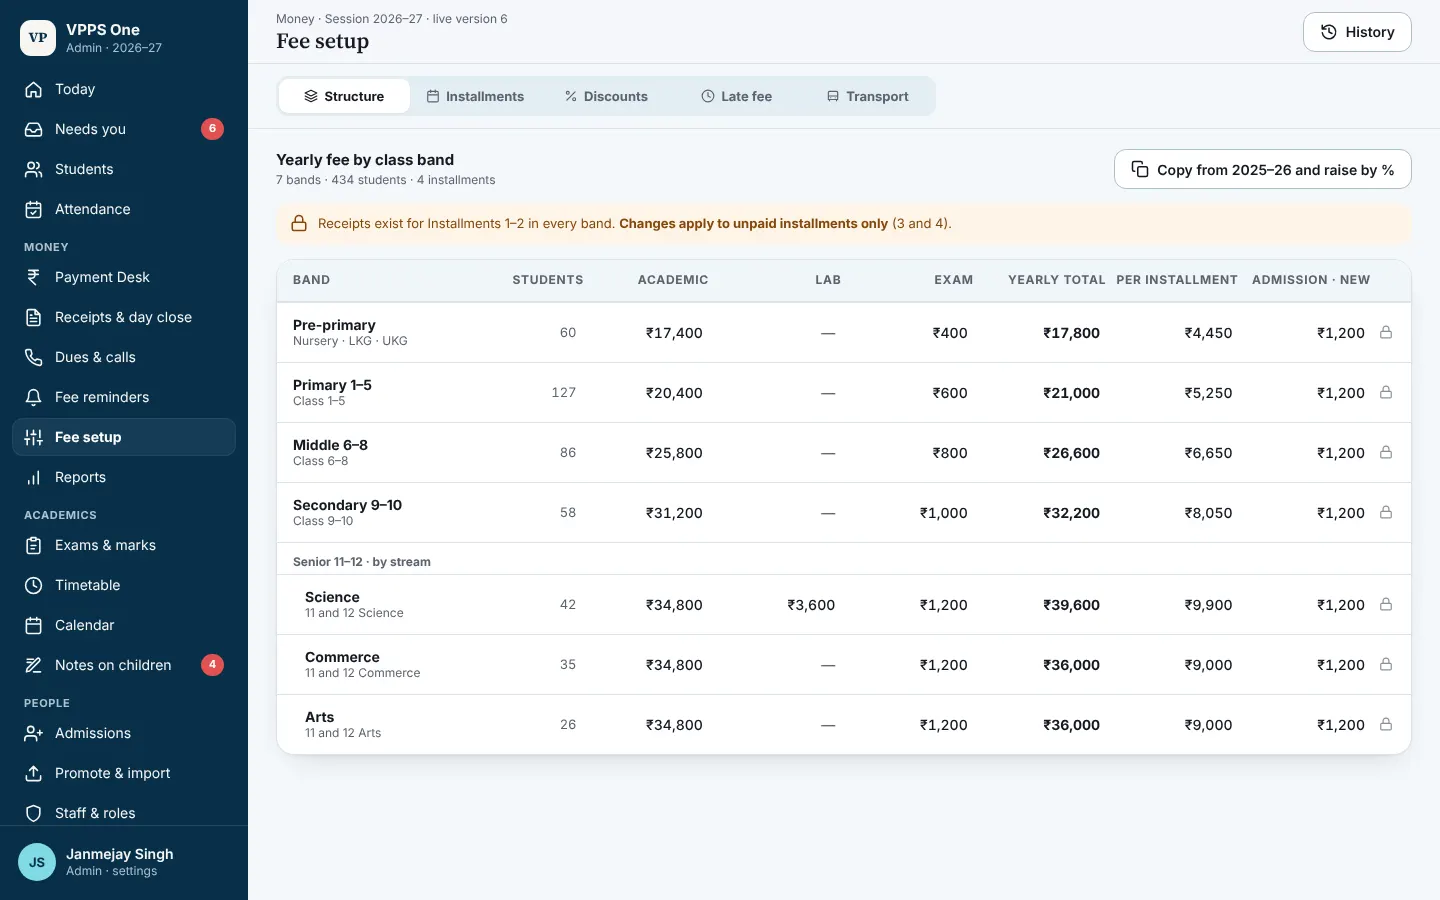 VP
VPPS One
Admin · 2026–27
Today
Needs you 6
Students
Attendance
MONEY
Payment Desk
Receipts & day close
Dues & calls
Fee reminders
Fee setup
Reports
ACADEMICS
Exams & marks
Timetable
Calendar
Notes on children 4
PEOPLE
Admissions
Promote & import
Staff & roles
JS
Janmejay Singh
Admin · settings
Money · Session 2026–27 · live version 6
Fee setup
History
Structure Installments Discounts Late fee Transport
Yearly fee by class band
7 bands · 434 students · 4 installments
Copy from 2025–26 and raise by %
Receipts exist for Installments 1–2 in every band. Changes apply to unpaid installments only (3 and 4).
BAND STUDENTS ACADEMIC LAB EXAM YEARLY TOTAL PER INSTALLMENT ADMISSION · NEW
Pre-primary 60 ₹17,400 — ₹400 ₹17,800 ₹4,450 ₹1,200
Nursery · LKG · UKG
Primary 1–5 127 ₹20,400 — ₹600 ₹21,000 ₹5,250 ₹1,200
Class 1–5
Middle 6–8 86 ₹25,800 — ₹800 ₹26,600 ₹6,650 ₹1,200
Class 6–8
Secondary 9–10 58 ₹31,200 — ₹1,000 ₹32,200 ₹8,050 ₹1,200
Class 9–10
Senior 11–12 · by stream
Science 42 ₹34,800 ₹3,600 ₹1,200 ₹39,600 ₹9,900 ₹1,200
11 and 12 Science
Commerce 35 ₹34,800 — ₹1,200 ₹36,000 ₹9,000 ₹1,200
11 and 12 Commerce
Arts 26 ₹34,800 — ₹1,200 ₹36,000 ₹9,000 ₹1,200
11 and 12 Arts